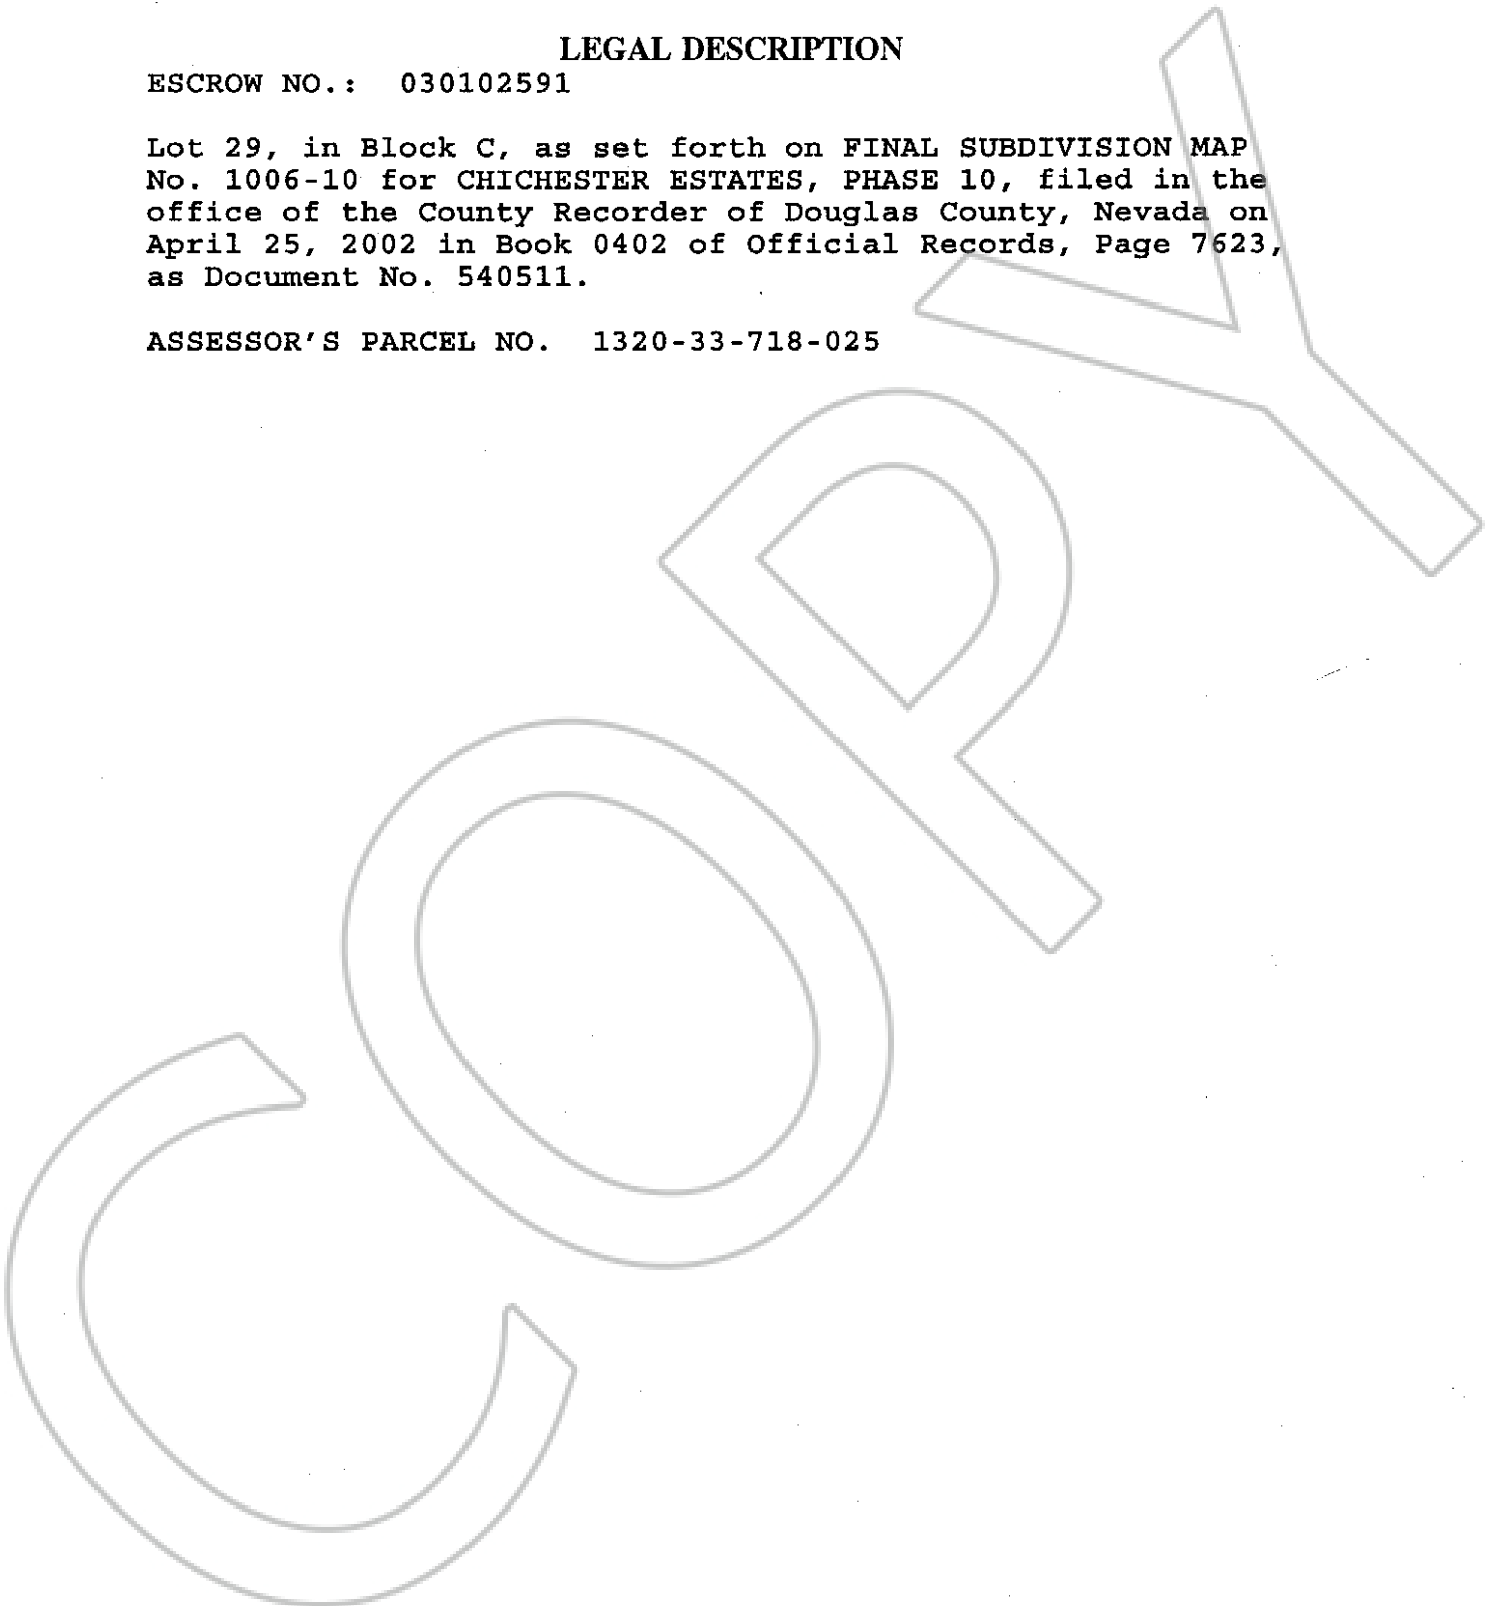 LEGAL DESCRIPTION
ESCROW NO.: 030102591
Lot 29, in Block C, as set forth on FINAL SUBDIVISION MAP
No. 1006-10 for CHICHESTER ESTATES, PHASE 10, filed in the
office of the County Recorder of Douglas County, Nevada on
April 25, 2002 in Book 0402 of Official Records, Page 7623,
as Document No. 540511.
ASSESSOR'S PARCEL NO. 1320-33-718-025
COPY